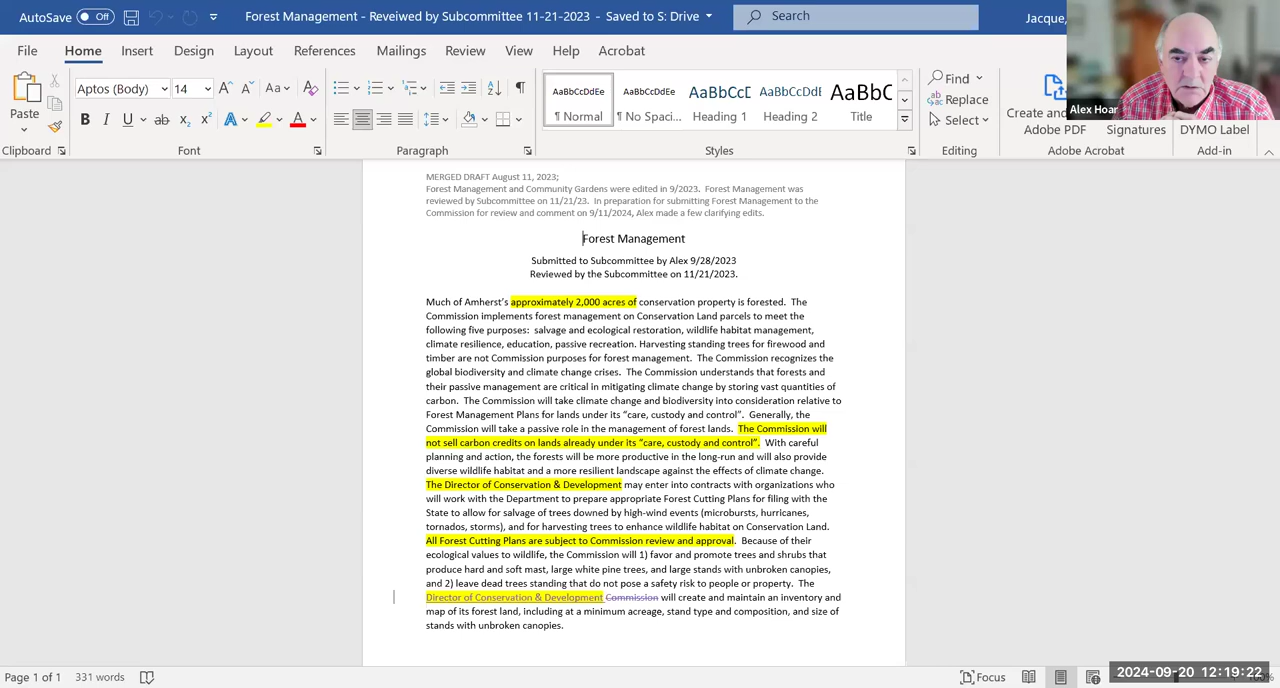 AutoSave Off Forest Management - Reveiwed by Subcommittee 11-21-2023 - Saved to S: Drive Search Jacque,
File Home Insert Design Layout References Mailings Review View Help Acrobat
Aptos (Body) 14 Aa AaBbCcDdEe AaBbCcDdEe AaBbCcD AaBbCcDdE AaBbC Find
Paste B I U ab x₂ x² A A ¶ Normal ¶ No Spaci... Heading 1 Heading 2 Title Replace Create and
Select Adobe PDF Signatures DYMO Label
Clipboard Font Paragraph Styles Editing Adobe Acrobat Add-in
Alex Hoar
MERGED DRAFT August 11, 2023;
Forest Management and Community Gardens were edited in 9/2023. Forest Management was
reviewed by Subcommittee on 11/21/23. In preparation for submitting Forest Management to the
Commission for review and comment on 9/11/2024, Alex made a few clarifying edits.
Forest Management
Submitted to Subcommittee by Alex 9/28/2023
Reviewed by the Subcommittee on 11/21/2023.
Much of Amherst's approximately 2,000 acres of conservation property is forested. The
Commission implements forest management on Conservation Land parcels to meet the
following five purposes: salvage and ecological restoration, wildlife habitat management,
climate resilience, education, passive recreation. Harvesting standing trees for firewood and
timber are not Commission purposes for forest management. The Commission recognizes the
global biodiversity and climate change crises. The Commission understands that forests and
their passive management are critical in mitigating climate change by storing vast quantities of
carbon. The Commission will take climate change and biodiversity into consideration relative to
Forest Management Plans for lands under its "care, custody and control". Generally, the
Commission will take a passive role in the management of forest lands. The Commission will
not sell carbon credits on lands already under its "care, custody and control". With careful
planning and action, the forests will be more productive in the long-run and will also provide
diverse wildlife habitat and a more resilient landscape against the effects of climate change.
The Director of Conservation & Development may enter into contracts with organizations who
will work with the Department to prepare appropriate Forest Cutting Plans for filing with the
State to allow for salvage of trees downed by high-wind events (microbursts, hurricanes,
tornados, storms), and for harvesting trees to enhance wildlife habitat on Conservation Land.
All Forest Cutting Plans are subject to Commission review and approval. Because of their
ecological values to wildlife, the Commission will 1) favor and promote trees and shrubs that
produce hard and soft mast, large white pine trees, and large stands with unbroken canopies,
and 2) leave dead trees standing that do not pose a safety risk to people or property. The
Director of Conservation & Development Commission will create and maintain an inventory and
map of its forest land, including at a minimum acreage, stand type and composition, and size of
stands with unbroken canopies.
Page 1 of 1 331 words Focus
2024-09-20 12:19:22